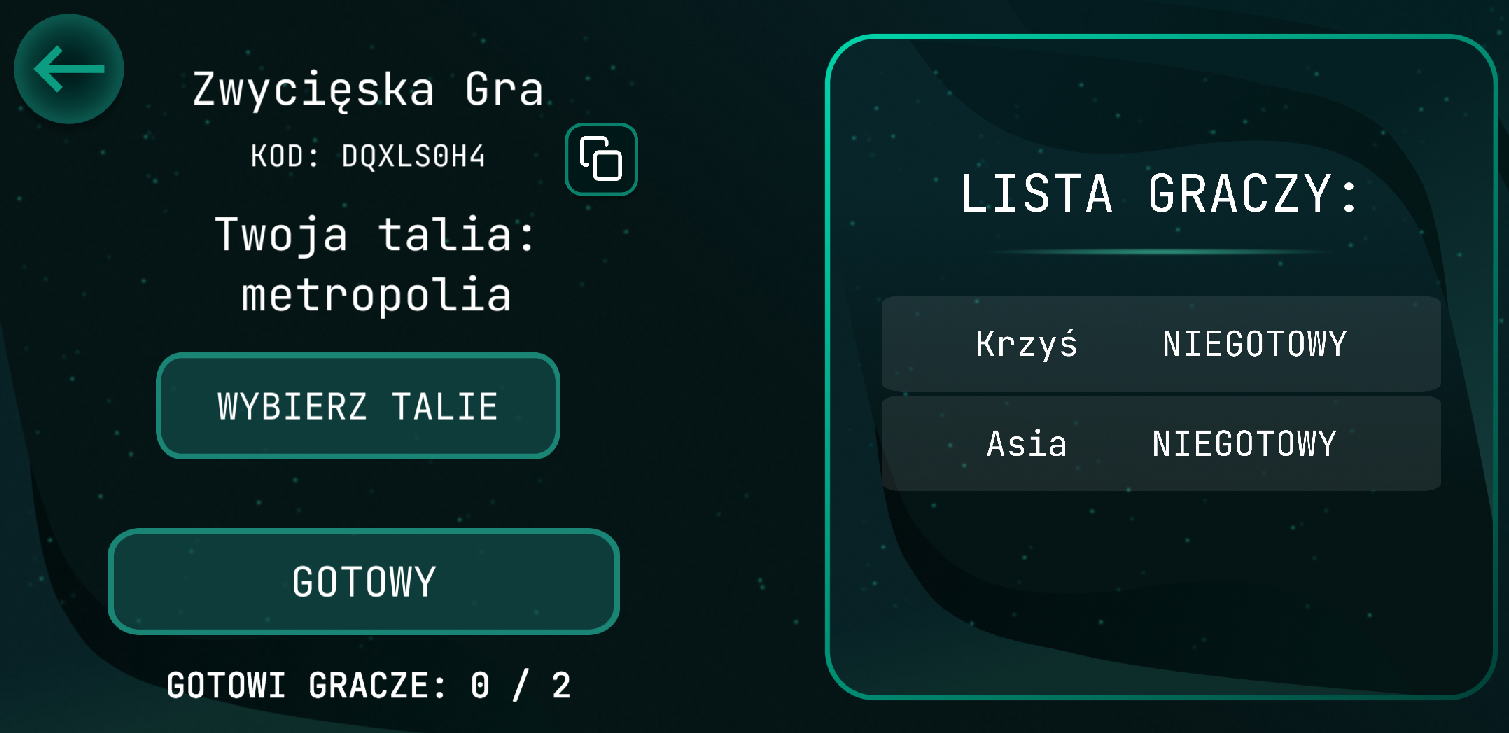 Zwycięska Gra
KOD: DQXLS0H4
Twoja talia:
metropolia
WYBIERZ TALIE
GOTOWY
GOTOWI GRACZE: 0 / 2
LISTA GRACZY:
Krzyś NIEGOTOWY
Asia NIEGOTOWY